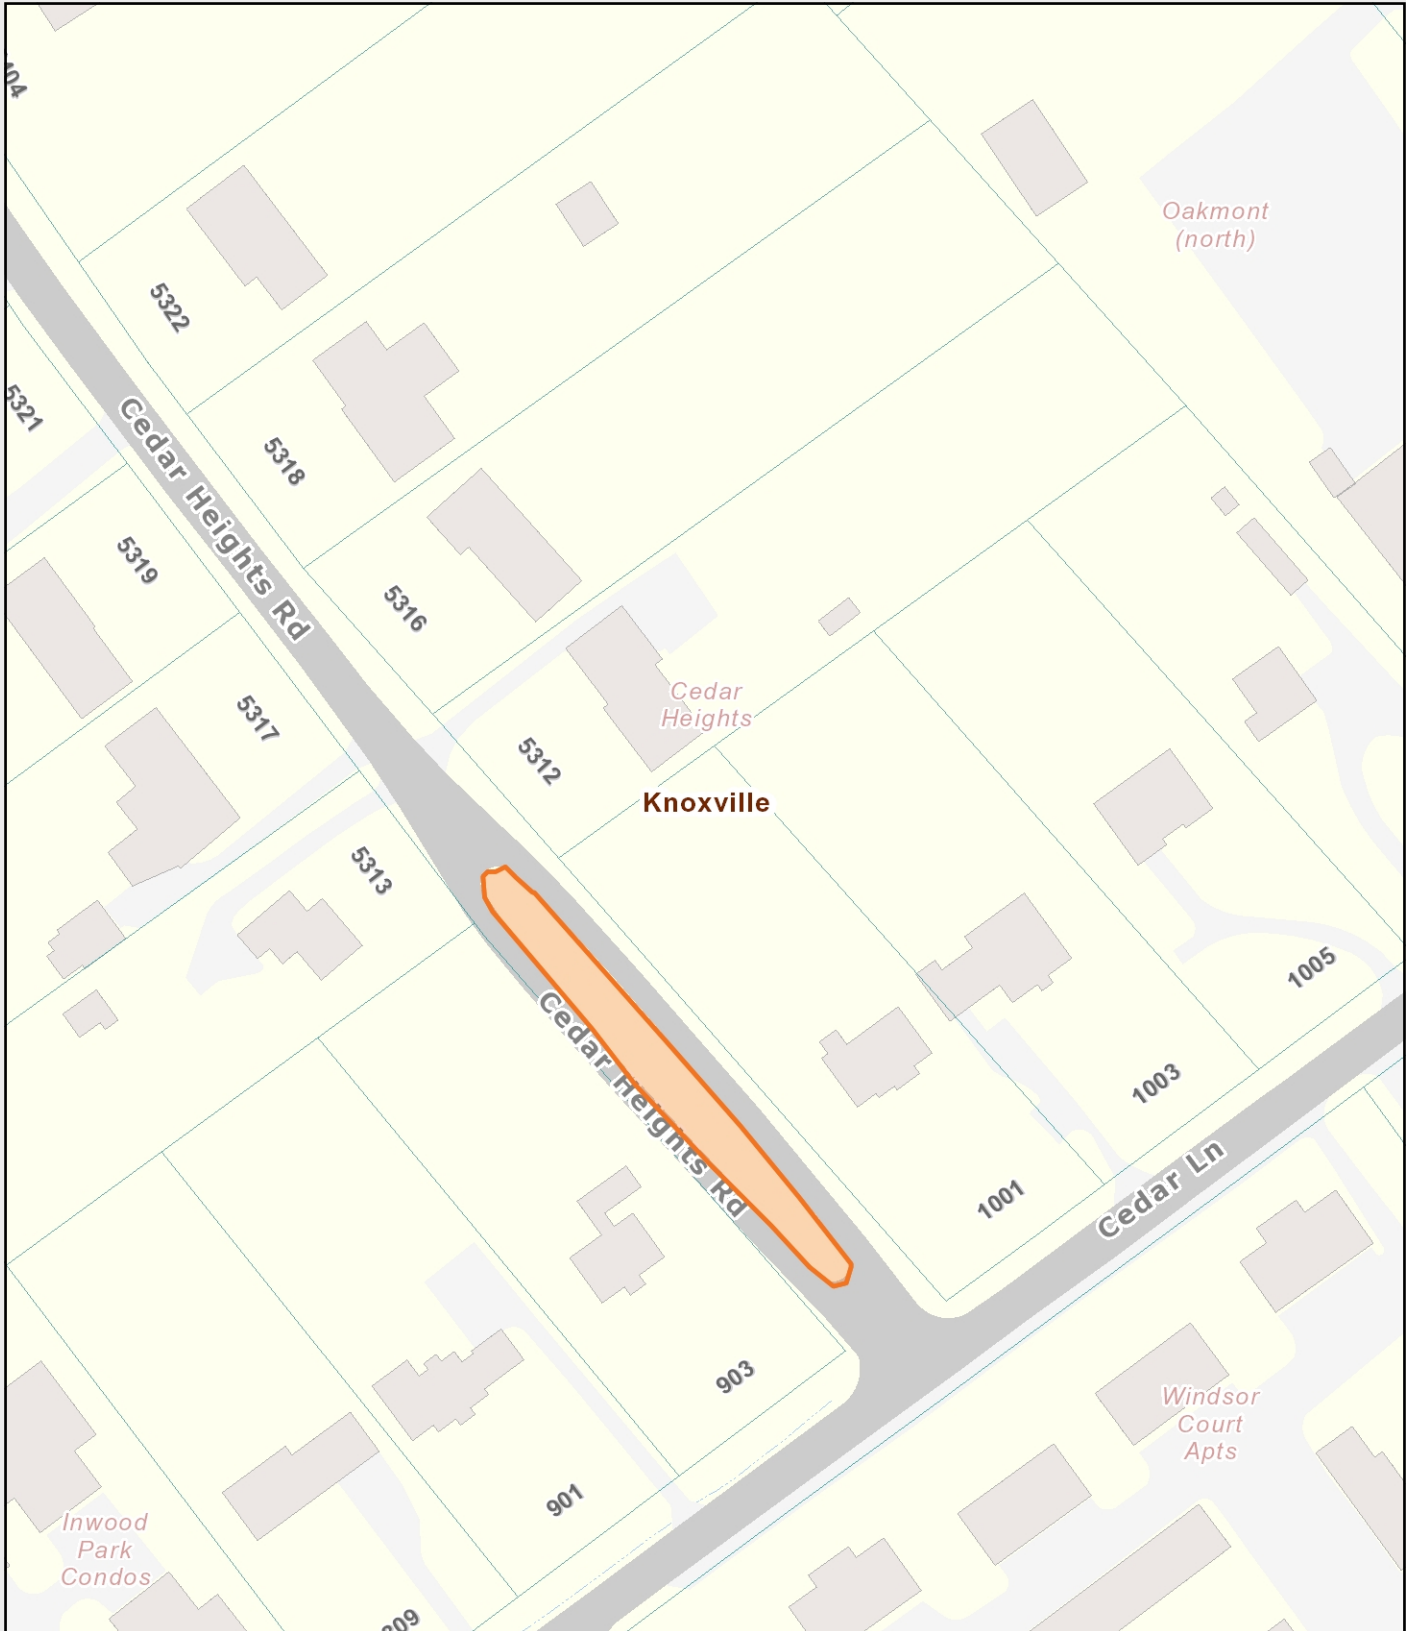 Oakmont
(north)
5322
5321
Cedar Heights Rd
5318
5319
5316
Cedar
Heights
5317
5312
Knoxville
5313
1005
Cedar Heights Rd
1003
1001
Cedar Ln
903
Windsor
Court
Apts
901
Inwood
Park
Condos